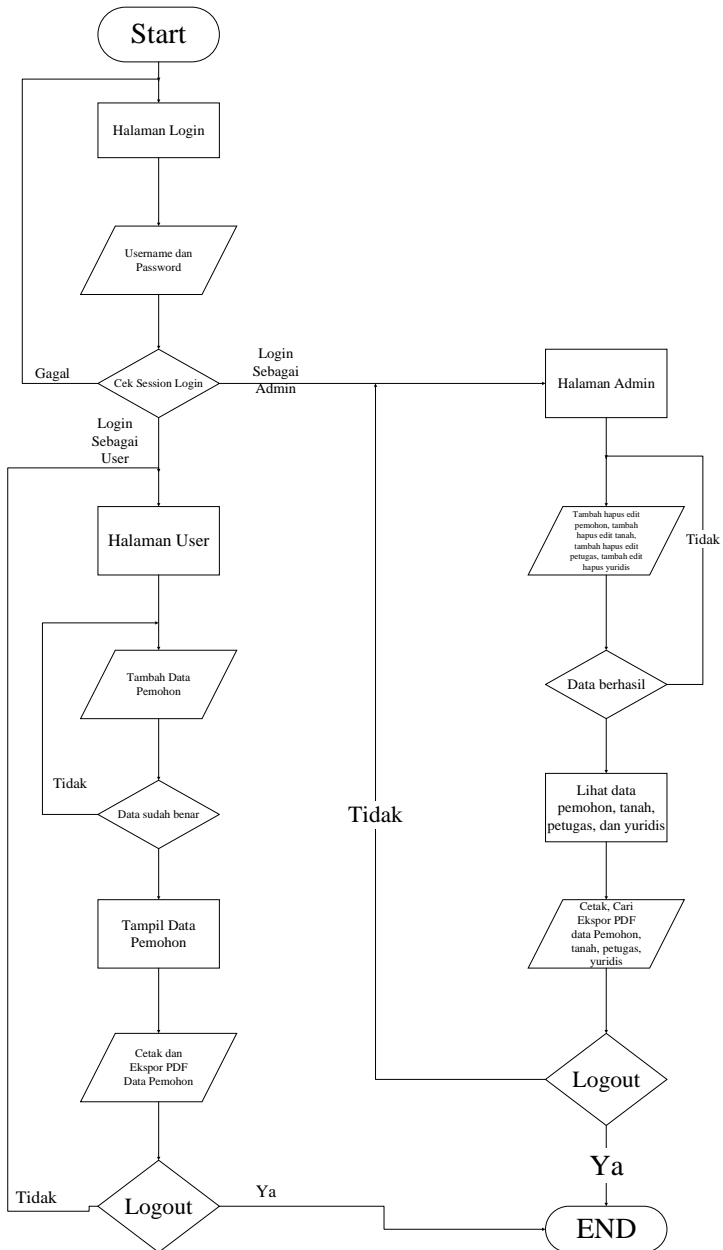 Start
Halaman Login
Username dan
Password
Gagal
Cek Session Login
Login
Sebagai
Admin
Halaman Admin
Login
Sebagai
User
Halaman User
Tambah hapus edit
pemohon, tambah
hapus edit tanah,
tambah hapus edit
petugas, tambah edit
hapus yuridis
Tidak
Tambah Data
Pemohon
Data berhasil
Tidak
Data sudah benar
Tidak
Lihat data
pemohon, tanah,
petugas, dan yuridis
Tampil Data
Pemohon
Cetak, Cari
Ekspor PDF
data Pemohon,
tanah, petugas,
yuridis
Cetak dan
Ekspor PDF
Data Pemohon
Logout
Ya
Tidak
Logout
Ya
END